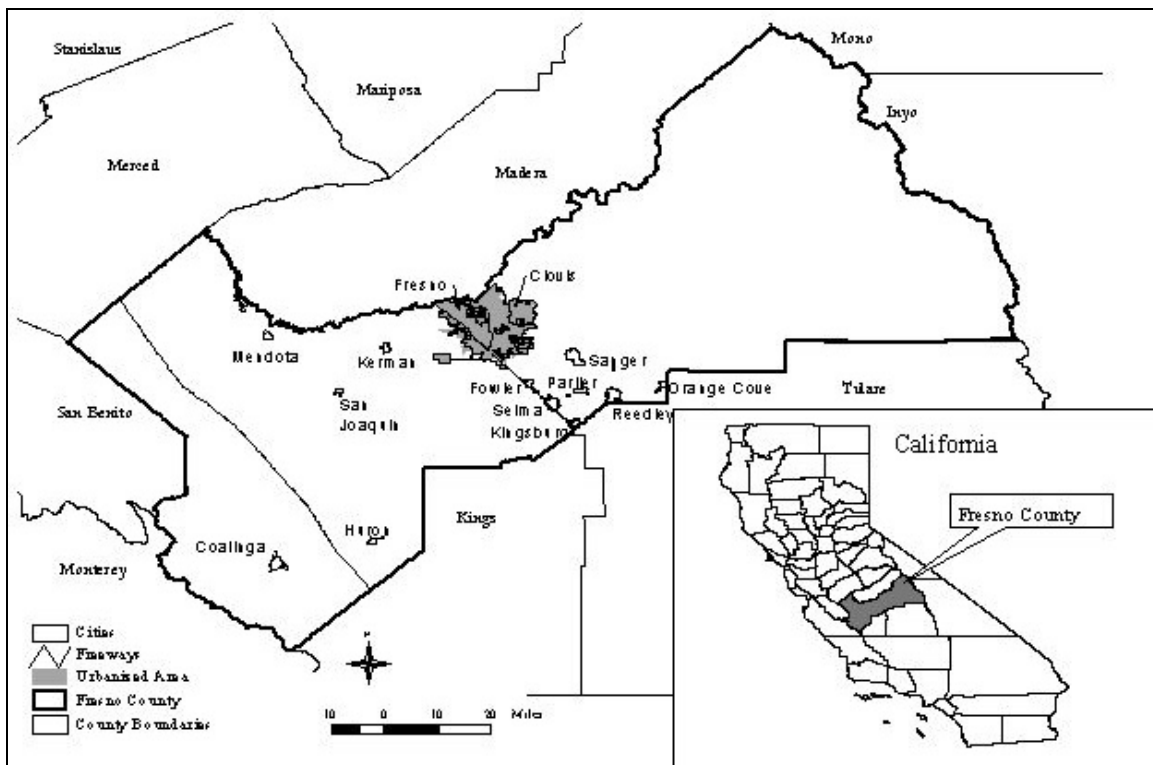 Stanislaus
Mono
Mariposa
Inyo
Merced
Madera
Fresno
Clovis
Mendota
Kerman
Sanger
Fowler
Parlier
Orange Cove
Tulare
San
Joaquin
Selma
Reedley
Kingsburg
San Benito
Kings
Huron
Coalinga
Monterey
California
Fresno County
Cities
Freeways
Urbanized Area
Fresno County
County Boundaries
10 0 10 20 Miles